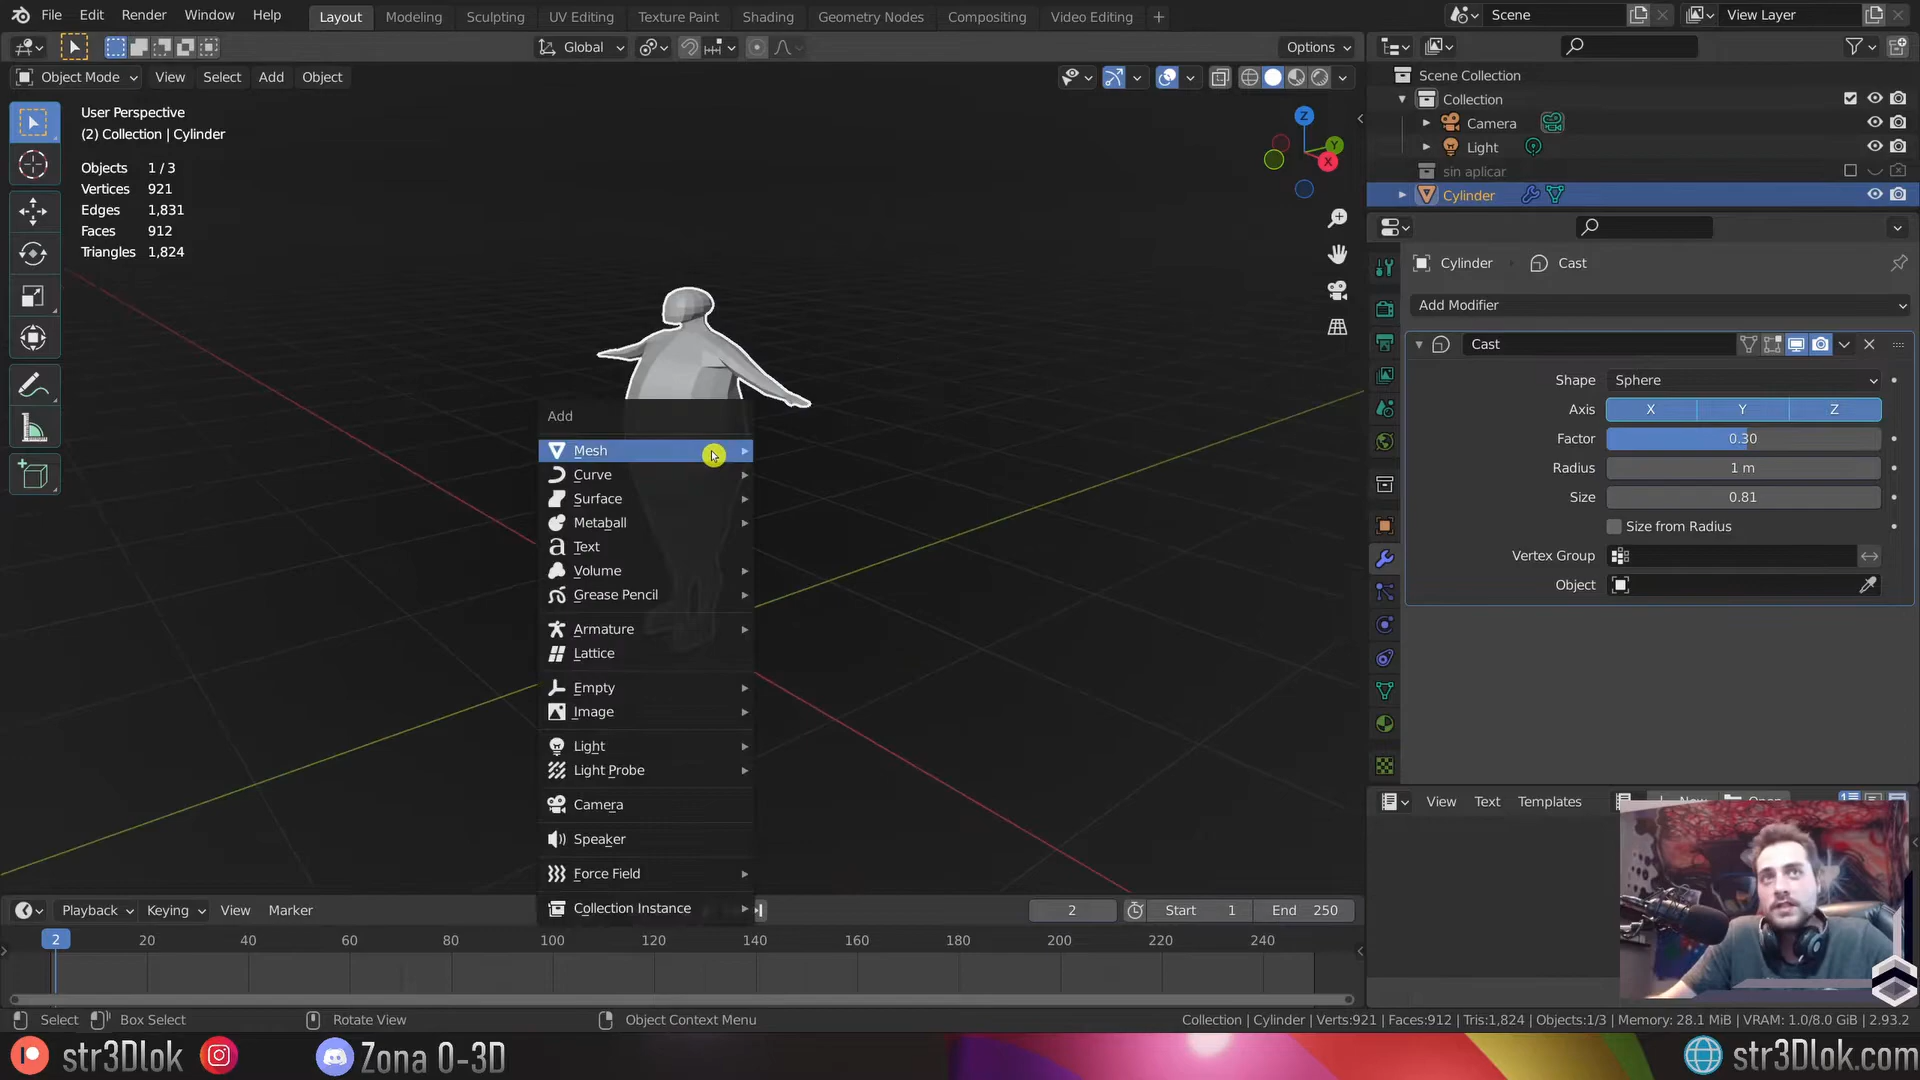 File Edit Render Window Help Layout Modeling Sculpting UV Editing Texture Paint Shading Geometry Nodes Compositing Video Editing + Scene View Layer
Global Options
Object Mode View Select Add Object
User Perspective
(2) Collection | Cylinder
Objects 1 / 3
Vertices 921
Edges 1,831
Faces 912
Triangles 1,824
Z
Y
X
Add
Mesh
Curve
Surface
Metaball
Text
Volume
Grease Pencil
Armature
Lattice
Empty
Image
Light
Light Probe
Camera
Speaker
Force Field
Collection Instance
Scene Collection
Collection
Camera
Light
sin aplicar
Cylinder
Cylinder Cast
Add Modifier
Cast
Shape Sphere
Axis X Y Z
Factor 0.30
Radius 1 m
Size 0.81
Size from Radius
Vertex Group
Object
View Text Templates
Playback Keying View Marker 2 Start 1 End 250
2 20 40 60 80 100 120 140 160 180 200 220 240
Select Box Select Rotate View Object Context Menu Collection | Cylinder | Verts:921 | Faces:912 | Tris:1,824 | Objects:1/3 | Memory: 28.1 MiB | VRAM: 1.0/8.0 GiB | 2.93.2
str3Dlok Zona 0-3D str3Dlok.com